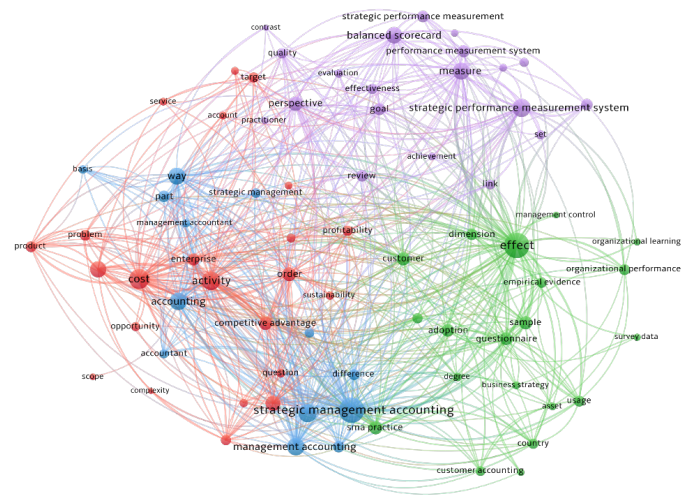 strategic performance measurement
contrast
balanced scorecard
quality
performance measurement system
evaluation
measure
target
effectiveness
service
perspective
goal
strategic performance measurement system
account
practitioner
set
achievement
basis
way
review
link
strategic management
part
management control
management accountant
problem
profitability
dimension
product
effect
organizational learning
enterprise
customer
organizational performance
cost
activity
order
empirical evidence
accounting
sustainability
opportunity
competitive advantage
sample
adoption
questionnaire
survey data
accountant
scope
question
difference
degree
business strategy
complexity
asset
usage
strategic management accounting
sma practice
management accounting
country
customer accounting